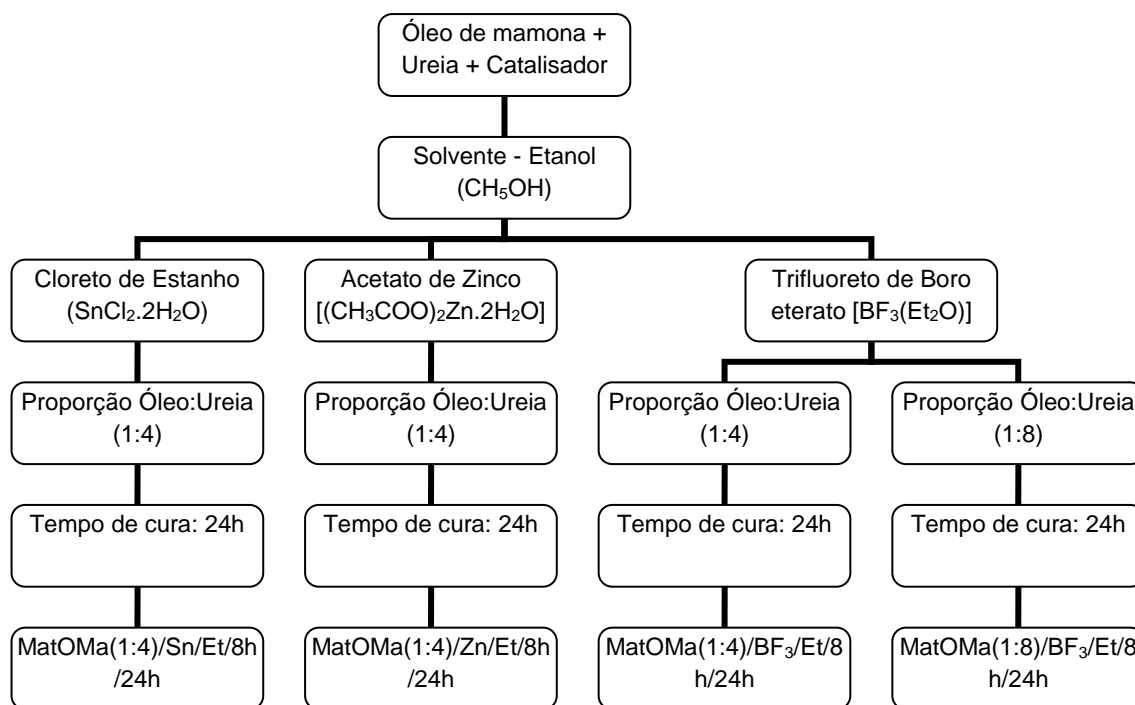 Óleo de mamona +
Ureia + Catalisador
Solvente - Etanol
(CH₅OH)
Cloreto de Estanho
(SnCl₂.2H₂O)
Acetato de Zinco
[(CH₃COO)₂Zn.2H₂O]
Trifluoreto de Boro
eterato [BF₃(Et₂O)]
Proporção Óleo:Ureia
(1:4)
Proporção Óleo:Ureia
(1:4)
Proporção Óleo:Ureia
(1:4)
Proporção Óleo:Ureia
(1:8)
Tempo de cura: 24h
Tempo de cura: 24h
Tempo de cura: 24h
Tempo de cura: 24h
MatOMa(1:4)/Sn/Et/8h
/24h
MatOMa(1:4)/Zn/Et/8h
/24h
MatOMa(1:4)/BF₃/Et/8
h/24h
MatOMa(1:8)/BF₃/Et/8
h/24h